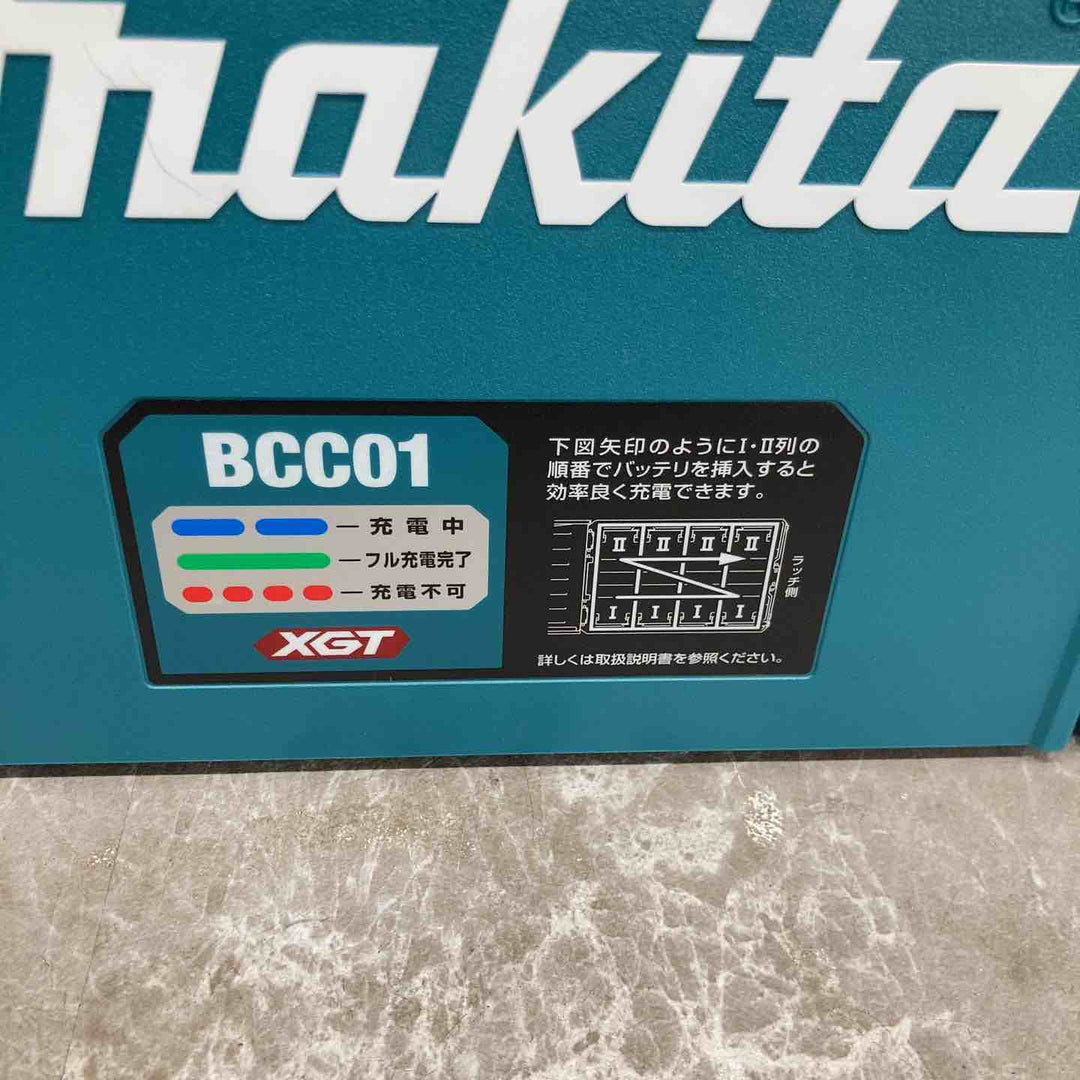 makita
BCC01
充電中
フル充電完了
充電不可
XGT
下図矢印のようにI・II列の
順番でバッテリを挿入すると
効率良く充電できます。
II II II II
I I I I
ラッチ側
詳しくは取扱説明書を参照ください。